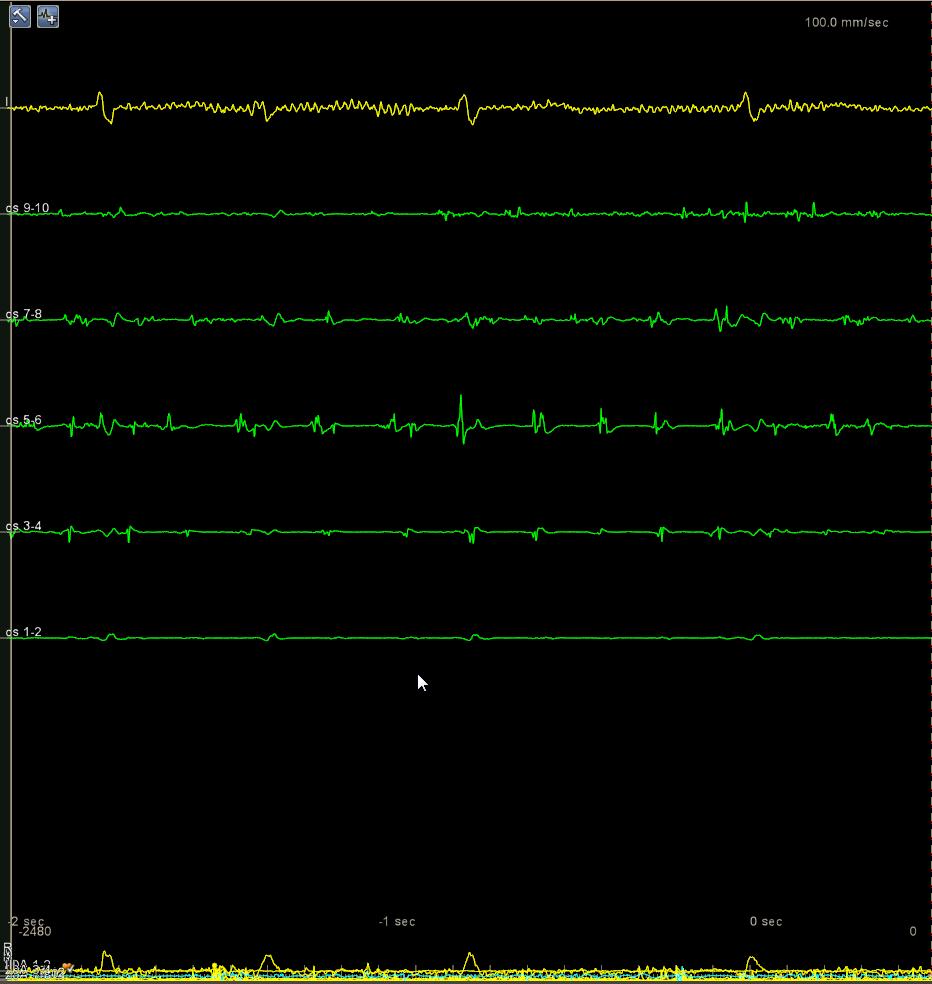 100.0 mm/sec
I
cs 9-10
cs 7-8
cs 5-6
cs 3-4
cs 1-2
-2 sec
-1 sec
0 sec
-2480
0